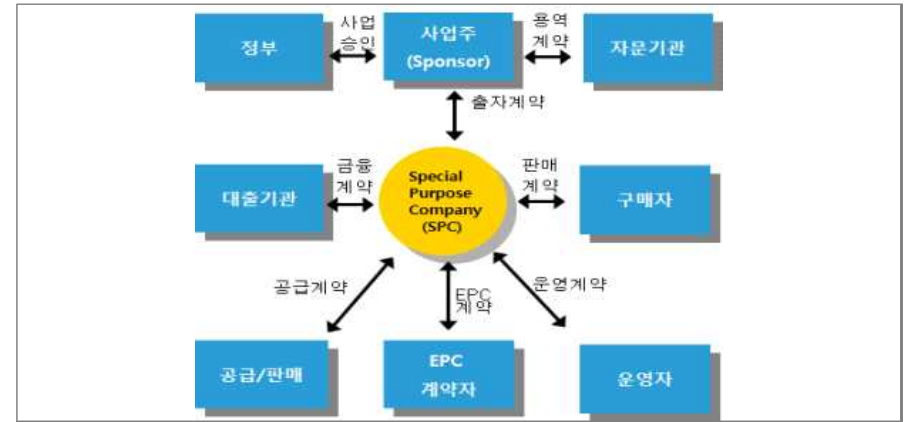 정부
사업
승인
사업주
(Sponsor)
용역
계약
자문기관
출자계약
대출기관
금융
계약
Special
Purpose
Company
(SPC)
판매
계약
구매자
공급계약
EPC
계약
운영계약
공급/판매
EPC
계약자
운영자